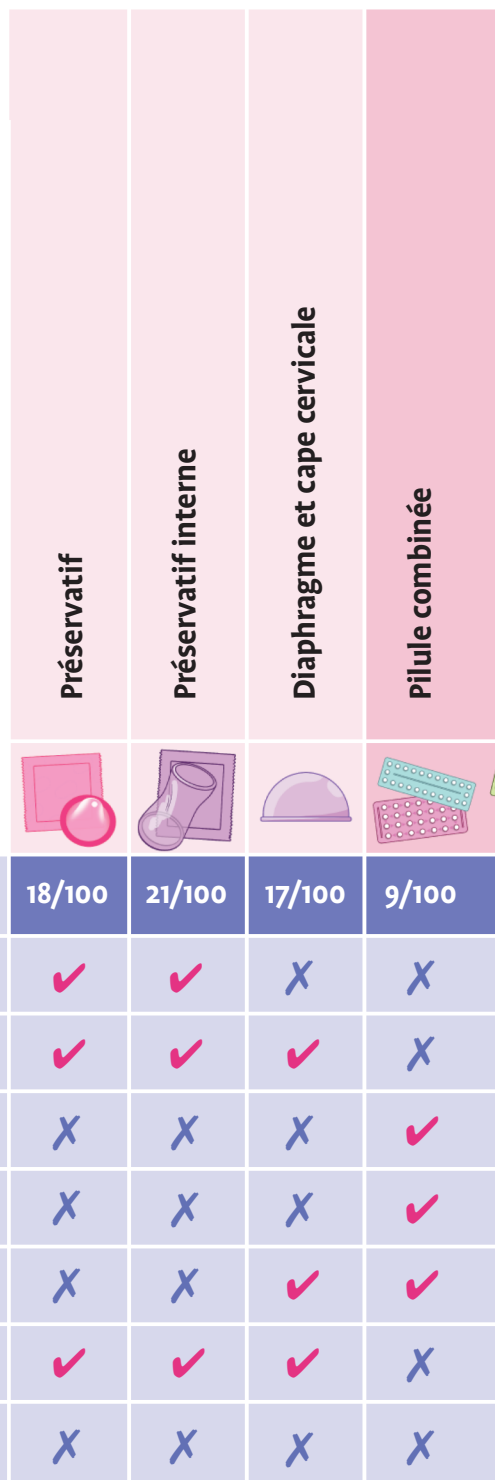 Préservatif
Préservatif interne
Diaphragme et cape cervicale
Pilule combinée
18/100 21/100 17/100 9/100
✔ ✔ ✗ ✗
✔ ✔ ✔ ✗
✗ ✗ ✗ ✔
✗ ✗ ✗ ✔
✗ ✗ ✔ ✔
✔ ✔ ✔ ✗
✗ ✗ ✗ ✗